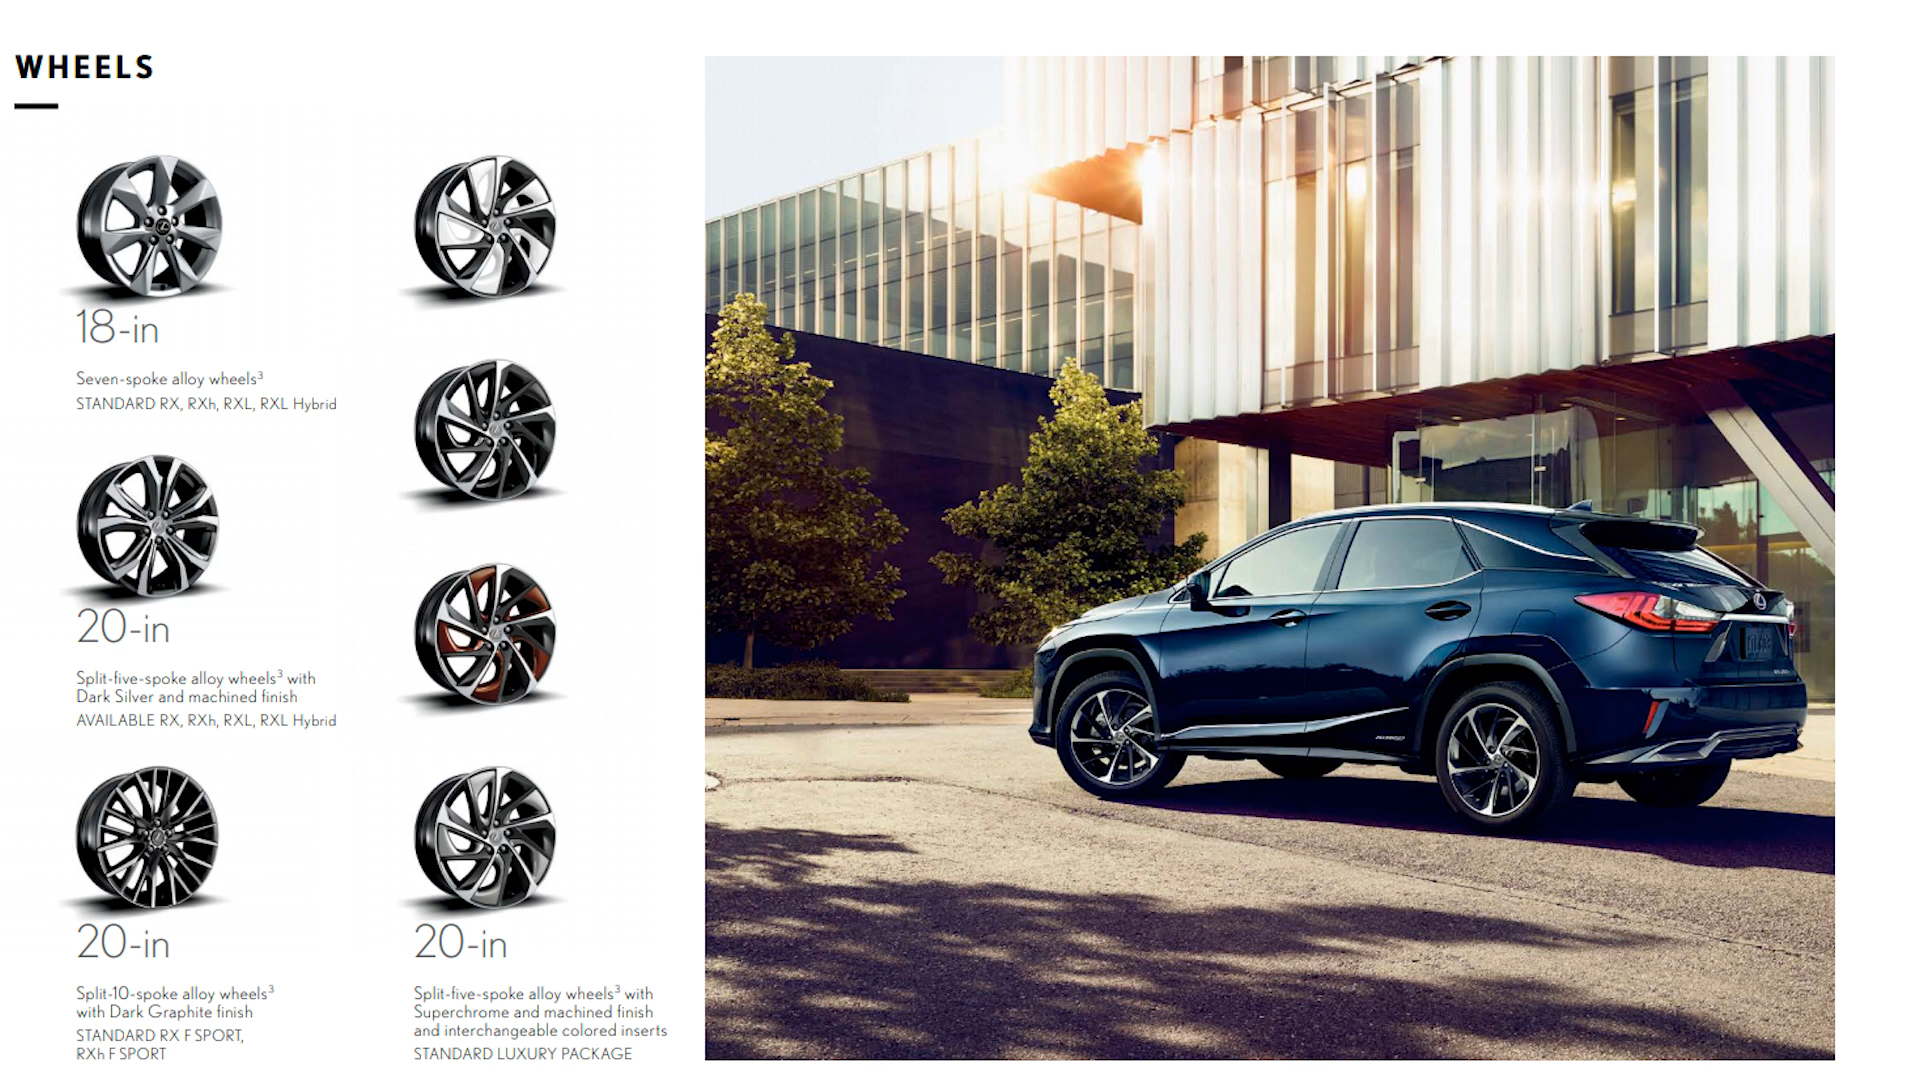 WHEELS
18-in
Seven-spoke alloy wheels³
STANDARD RX, RXh, RXL, RXL Hybrid
20-in
Split-five-spoke alloy wheels³ with
Dark Silver and machined finish
AVAILABLE RX, RXh, RXL, RXL Hybrid
20-in
Split-10-spoke alloy wheels³
with Dark Graphite finish
STANDARD RX F SPORT,
RXh F SPORT
20-in
Split-five-spoke alloy wheels³ with
Superchrome and machined finish
and interchangeable colored inserts
STANDARD LUXURY PACKAGE